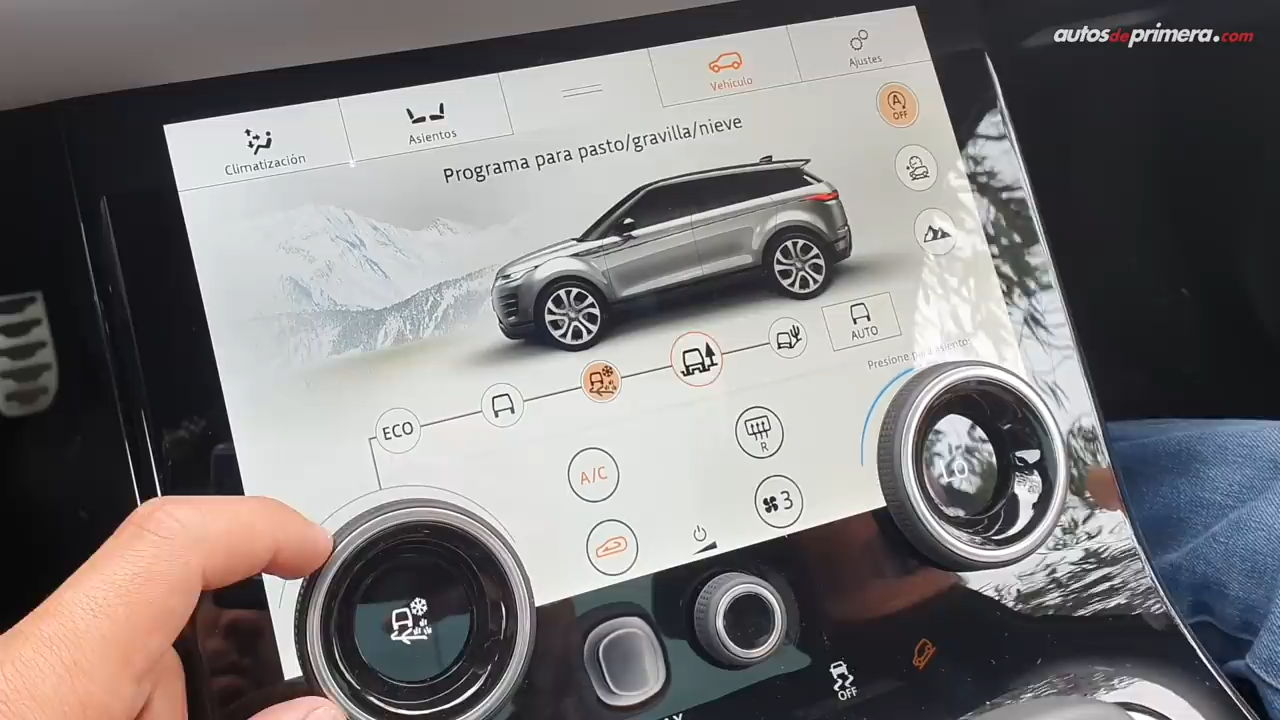 autosdeprimera.com
Climatización
Asientos
Vehículo
Ajustes
Programa para pasto/gravilla/nieve
A
OFF
AUTO
Presione para asientos
ECO
R
A/C
3
LO
OFF